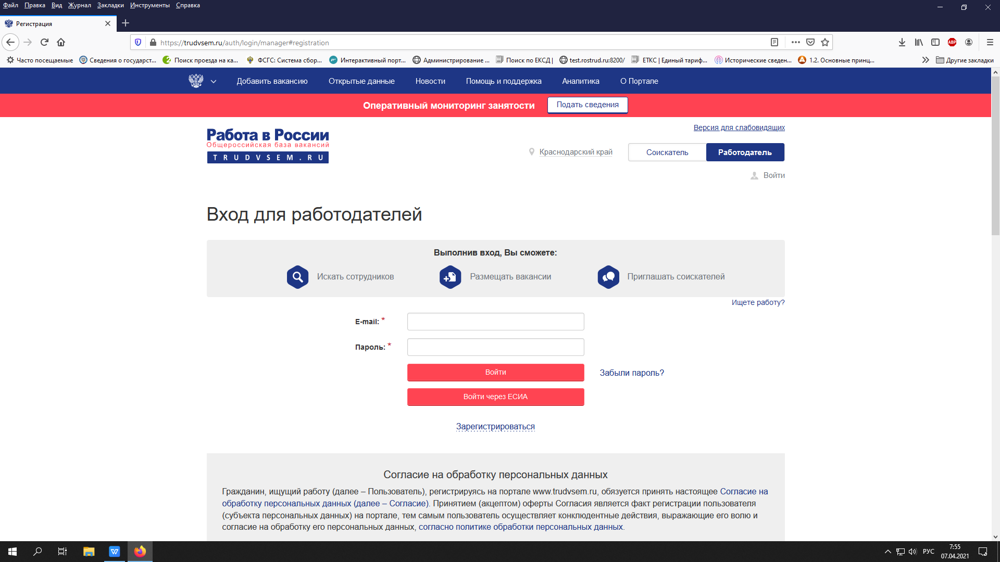 Файл Правка Вид Журнал Закладки Инструменты Справка
Регистрация
https://trudvsem.ru/auth/login/manager#registration
ABP
Часто посещаемые Сведения о государст... 2 Поиск проезда на ка... ФСГС: Система сбор... Интерактивный порт... Администрирование ... Поиск по ЕКСД | test.rostrud.ru:8200/ ЕТКС | Единый тариф... Исторические сведен... 1.2. Основные принц... Другие закладки
Добавить вакансию Открытые данные Новости Помощь и поддержка Аналитика О Портале
Оперативный мониторинг занятости Подать сведения
Версия для слабовидящих
Работа в России
Общероссийская база вакансий
TRUDVSEM.RU
Краснодарский край Соискатель Работодатель
Войти
Вход для работодателей
Выполнив вход, Вы сможете:
Искать сотрудников Размещать вакансии Приглашать соискателей
Ищете работу?
E-mail: *
Пароль: *
Войти Забыли пароль?
Войти через ЕСИА
Зарегистрироваться
Согласие на обработку персональных данных
Гражданин, ищущий работу (далее – Пользователь), регистрируясь на портале www.trudvsem.ru, обязуется принять настоящее Согласие на
обработку персональных данных (далее – Согласие). Принятием (акцептом) оферты Согласия является факт регистрации пользователя
(субъекта персональных данных) на портале, тем самым пользователь осуществляет конклюдентные действия, выражающие его волю и
согласие на обработку его персональных данных, согласно политике обработки персональных данных.
W
РУС
7:55
07.04.2021